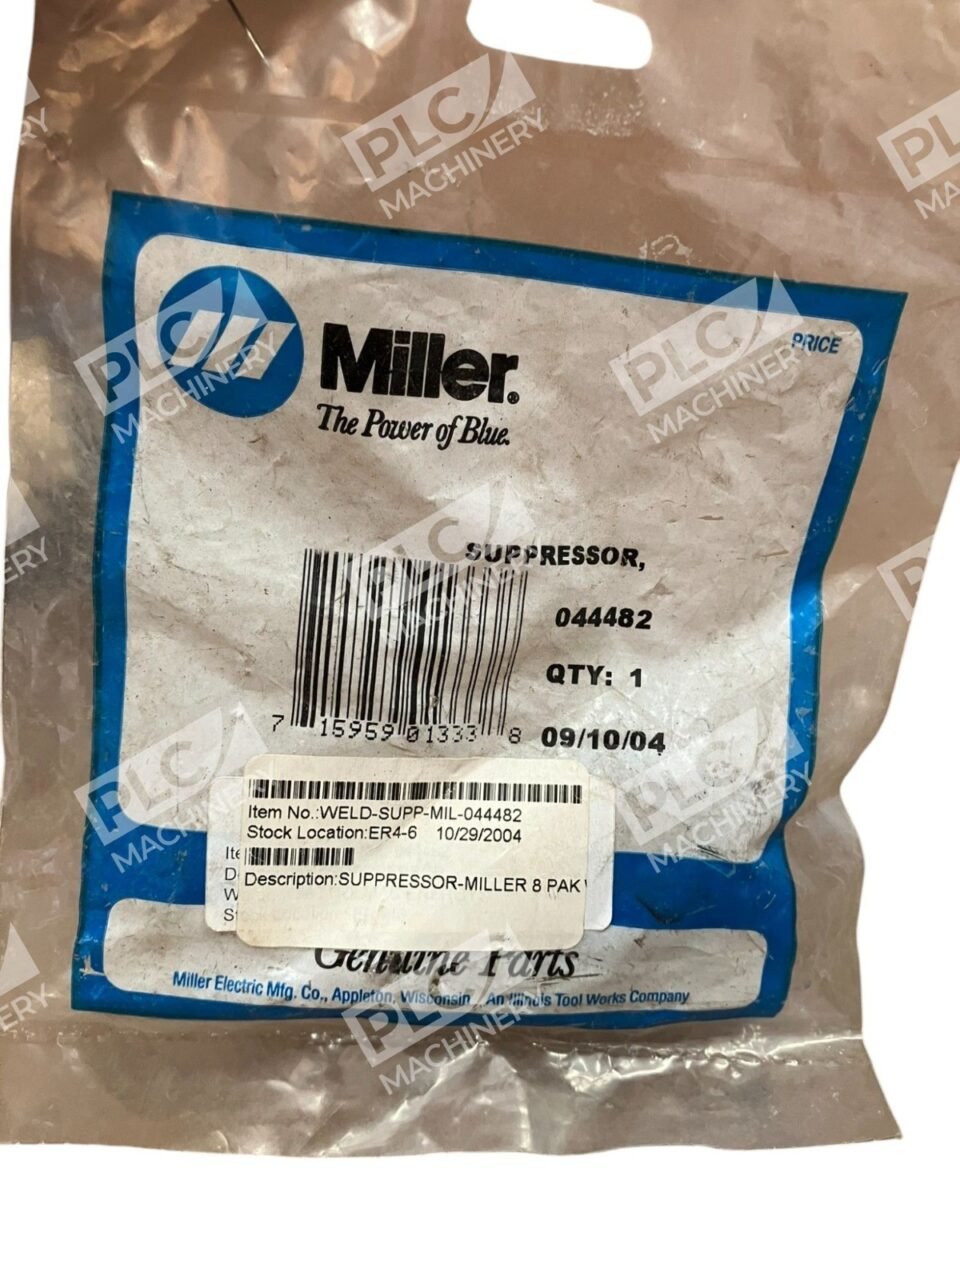 PLC
MACHINERY
Miller®
The Power of Blue.
PRICE
SUPPRESSOR,
044482
QTY: 1
09/10/04
7 15959 01333 8
Item No.:WELD-SUPP-MIL-044482
Stock Location:ER4-6 10/29/2004
Description:SUPPRESSOR-MILLER 8 PAK
Genuine Parts
Miller Electric Mfg. Co., Appleton, Wisconsin An Illinois Tool Works Company